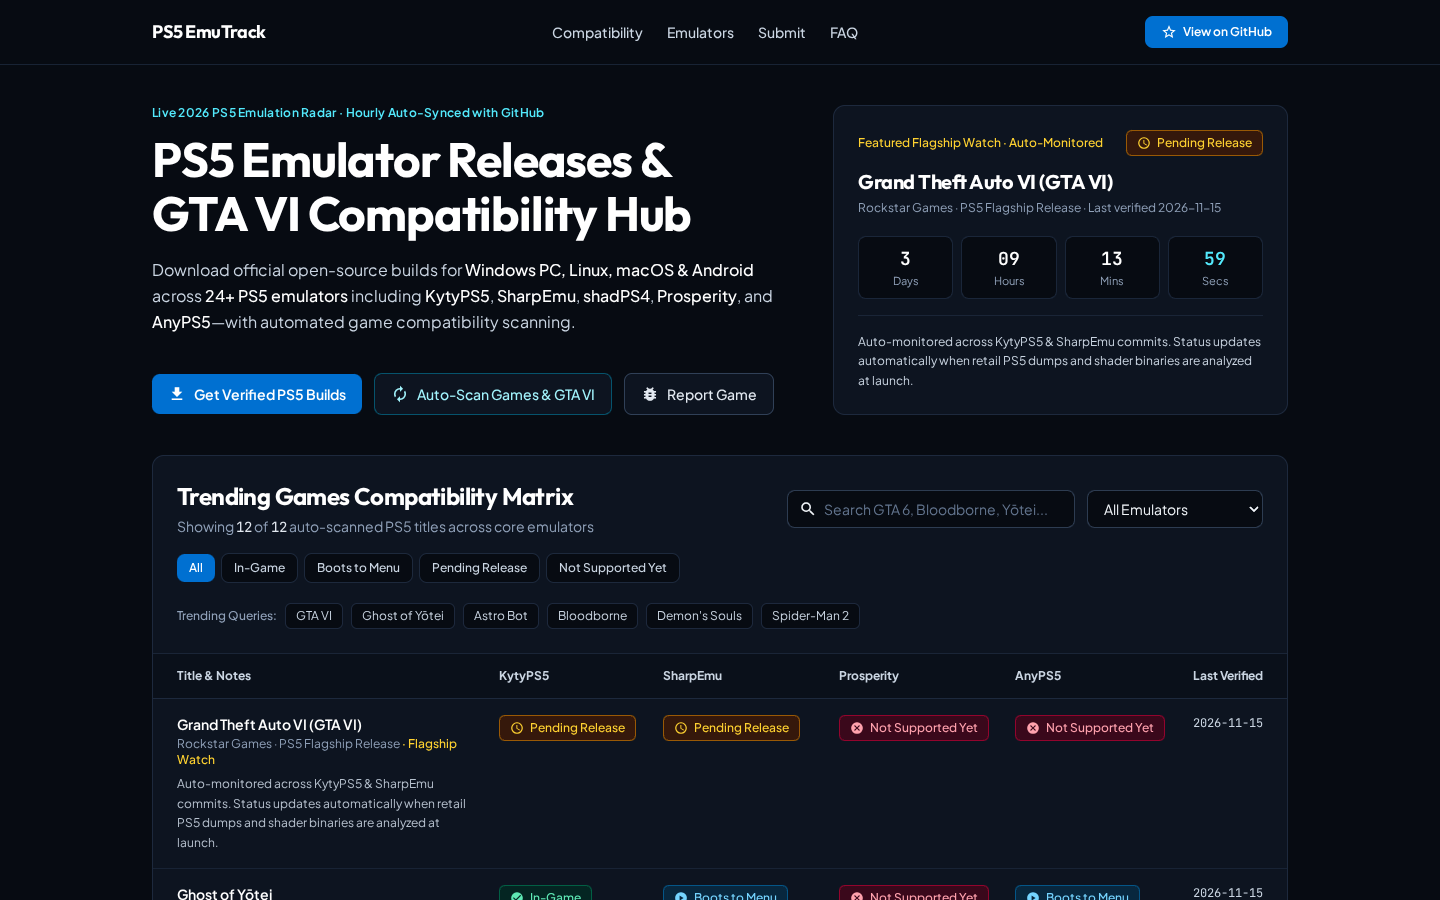 PS5 EmuTrack
Compatibility
Emulators
Submit
FAQ
View on GitHub
Live 2026 PS5 Emulation Radar · Hourly Auto-Synced with GitHub
PS5 Emulator Releases &
GTA VI Compatibility Hub
Download official open-source builds for Windows PC, Linux, macOS & Android
across 24+ PS5 emulators including KytyPS5, SharpEmu, shadPS4, Prosperity, and
AnyPS5—with automated game compatibility scanning.
Get Verified PS5 Builds
Auto-Scan Games & GTA VI
Report Game
Featured Flagship Watch · Auto-Monitored
Pending Release
Grand Theft Auto VI (GTA VI)
Rockstar Games · PS5 Flagship Release · Last verified 2026-11-15
3
Days
09
Hours
13
Mins
59
Secs
Auto-monitored across KytyPS5 & SharpEmu commits. Status updates
automatically when retail PS5 dumps and shader binaries are analyzed
at launch.
Trending Games Compatibility Matrix
Showing 12 of 12 auto-scanned PS5 titles across core emulators
Search GTA 6, Bloodborne, Yōtei...
All Emulators
All
In-Game
Boots to Menu
Pending Release
Not Supported Yet
Trending Queries:
GTA VI
Ghost of Yōtei
Astro Bot
Bloodborne
Demon's Souls
Spider-Man 2
Title & Notes
KytyPS5
SharpEmu
Prosperity
AnyPS5
Last Verified
Grand Theft Auto VI (GTA VI)
Rockstar Games · PS5 Flagship Release · Flagship
Watch
Auto-monitored across KytyPS5 & SharpEmu
commits. Status updates automatically when retail
PS5 dumps and shader binaries are analyzed at
launch.
Pending Release
Pending Release
Not Supported Yet
Not Supported Yet
2026-11-15
Ghost of Yōtei
In-Game
Boots to Menu
Not Supported Yet
Boots to Menu
2026-11-15